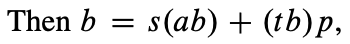 Then b = s(ab) + (tb)p,